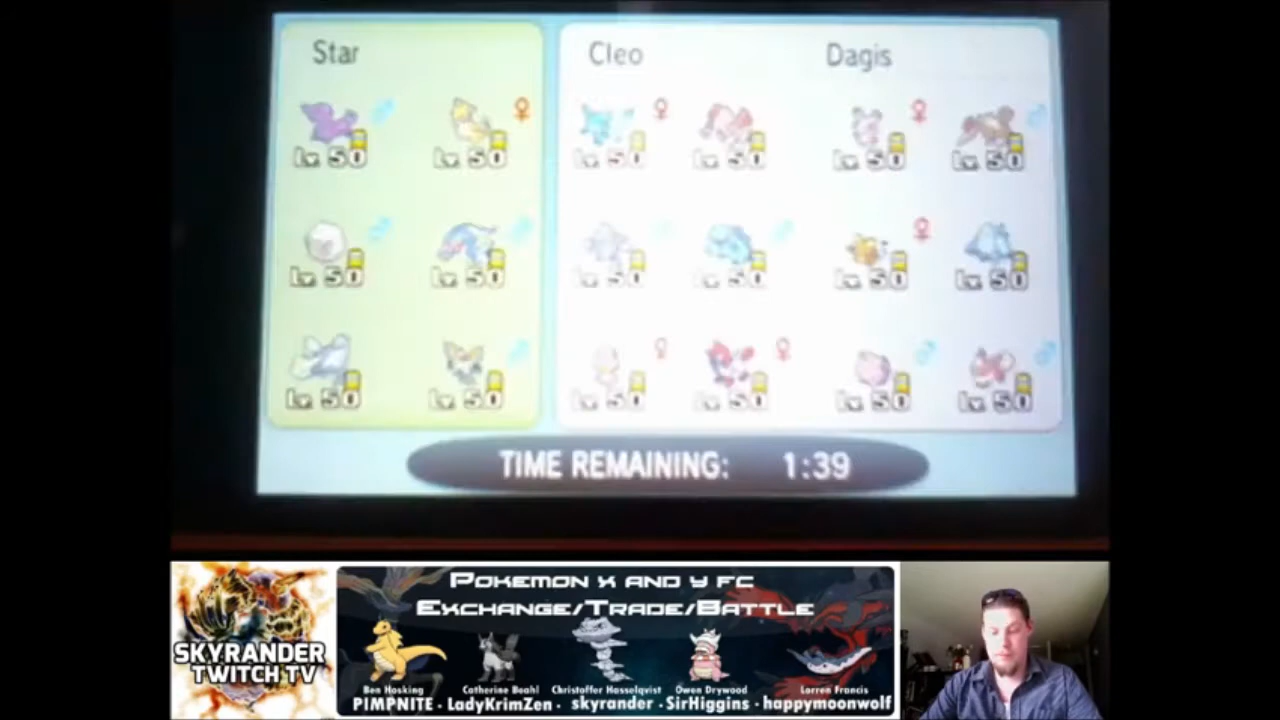 Star
Cleo Dagis
Lv. 50 Lv. 50 Lv. 50 Lv. 50 Lv. 50 Lv. 50
Lv. 50 Lv. 50 Lv. 50 Lv. 50 Lv. 50 Lv. 50
Lv. 50 Lv. 50 Lv. 50 Lv. 50 Lv. 50 Lv. 50
TIME REMAINING: 1:39
SKYRANDER
TWITCH TV
POKEMON X AND Y FC
EXCHANGE/TRADE/BATTLE
Ben Hosking Catherine Boahl Christoffer Hasselqvist Owen Drywood Lorren Francis
PIMPNITE - LadyKrimZen - skyrander - SirHiggins - happymoonwolf